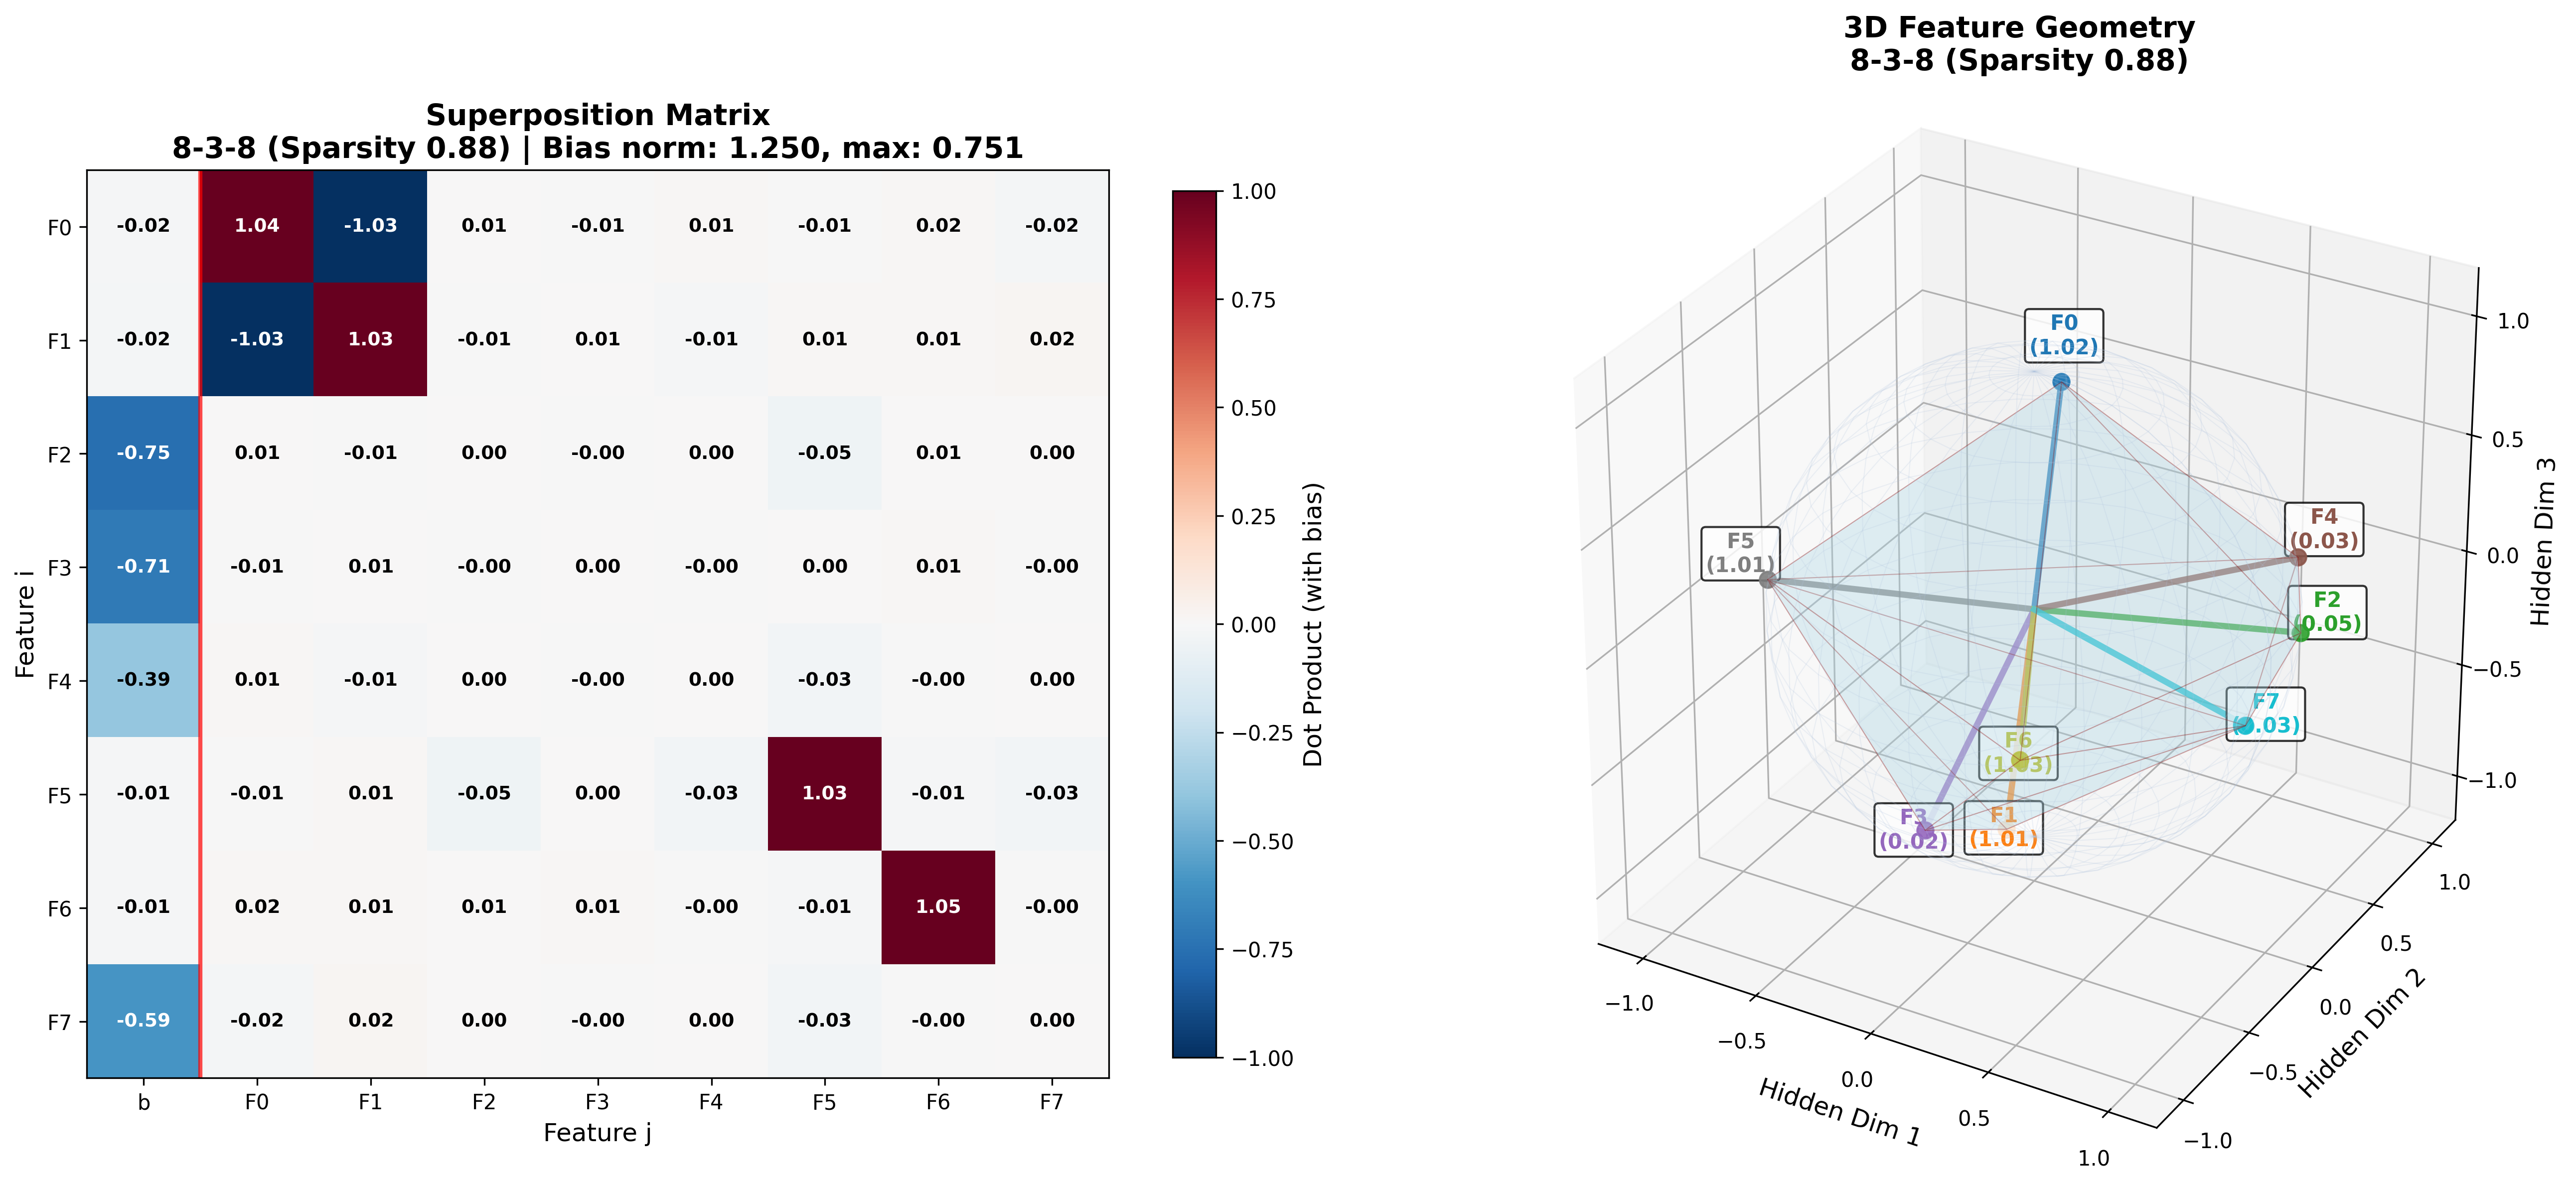 Superposition Matrix
8-3-8 (Sparsity 0.88) | Bias norm: 1.250, max: 0.751
F0 -0.02 1.04 -1.03 0.01 -0.01 0.01 -0.01 0.02 -0.02
F1 -0.02 -1.03 1.03 -0.01 0.01 -0.01 0.01 0.01 0.02
F2 -0.75 0.01 -0.01 0.00 -0.00 0.00 -0.05 0.01 0.00
F3 -0.71 -0.01 0.01 -0.00 0.00 -0.00 0.00 0.01 -0.00
F4 -0.39 0.01 -0.01 0.00 -0.00 0.00 -0.03 -0.00 0.00
F5 -0.01 -0.01 0.01 -0.05 0.00 -0.03 1.03 -0.01 -0.03
F6 -0.01 0.02 0.01 0.01 0.01 -0.00 -0.01 1.05 -0.00
F7 -0.59 -0.02 0.02 0.00 -0.00 0.00 -0.03 -0.00 0.00
b F0 F1 F2 F3 F4 F5 F6 F7
Feature i
Feature j
1.00
0.75
0.50
0.25
0.00
−0.25
−0.50
−0.75
−1.00
Dot Product (with bias)
3D Feature Geometry
8-3-8 (Sparsity 0.88)
F0
(1.02)
F4
(0.03)
F5
(1.01)
F2
(0.05)
F7
(0.03)
F6
(1.03)
F3
(0.02)
F1
(1.01)
1.0
0.5
0.0
−0.5
−1.0
Hidden Dim 3
1.0
0.5
0.0
−0.5
−1.0
Hidden Dim 2
−1.0
−0.5
0.0
0.5
1.0
Hidden Dim 1